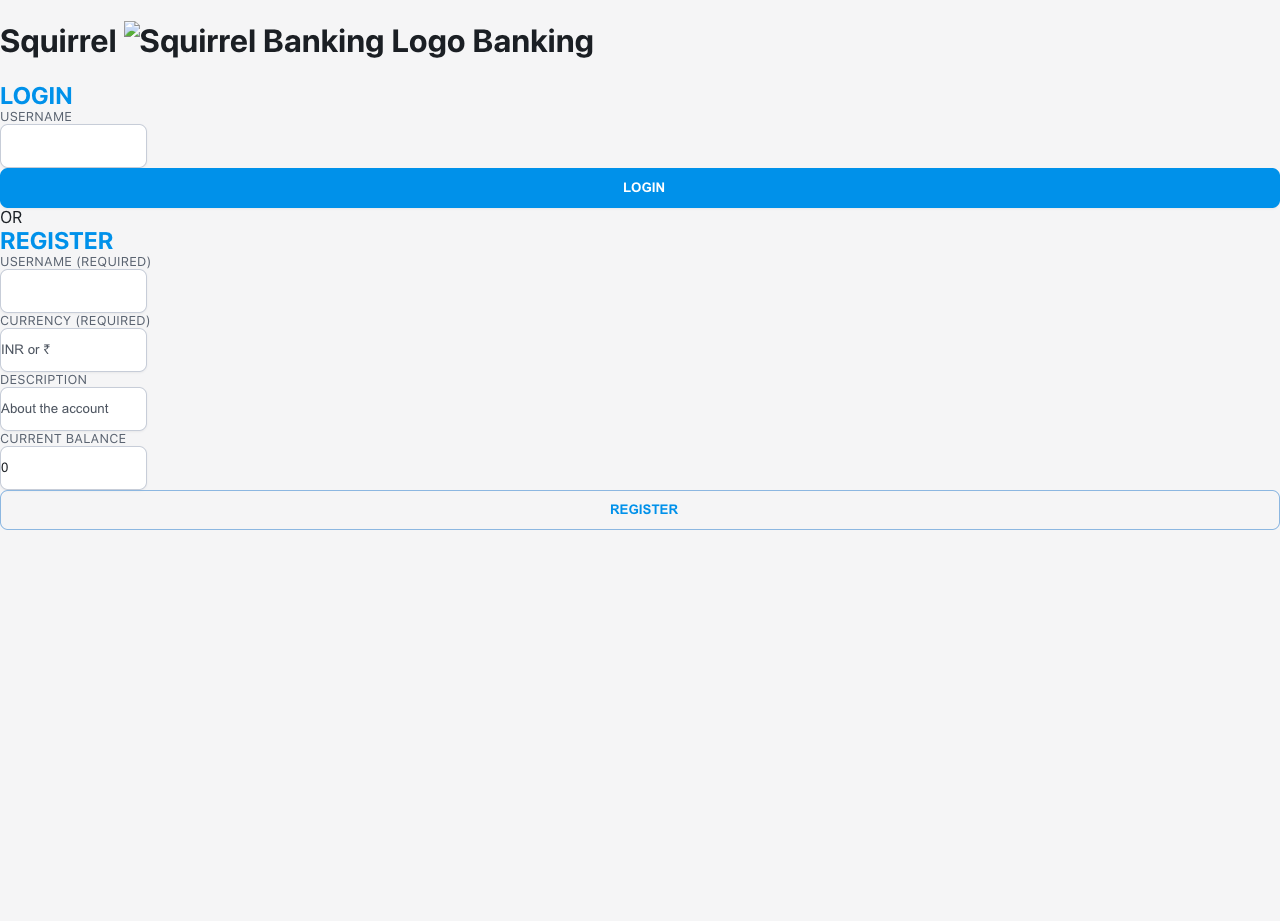 Squirrel Squirrel Banking Logo Banking
LOGIN
USERNAME
LOGIN
OR
REGISTER
USERNAME (REQUIRED)
CURRENCY (REQUIRED)
INR or ₹
DESCRIPTION
About the account
CURRENT BALANCE
0
REGISTER